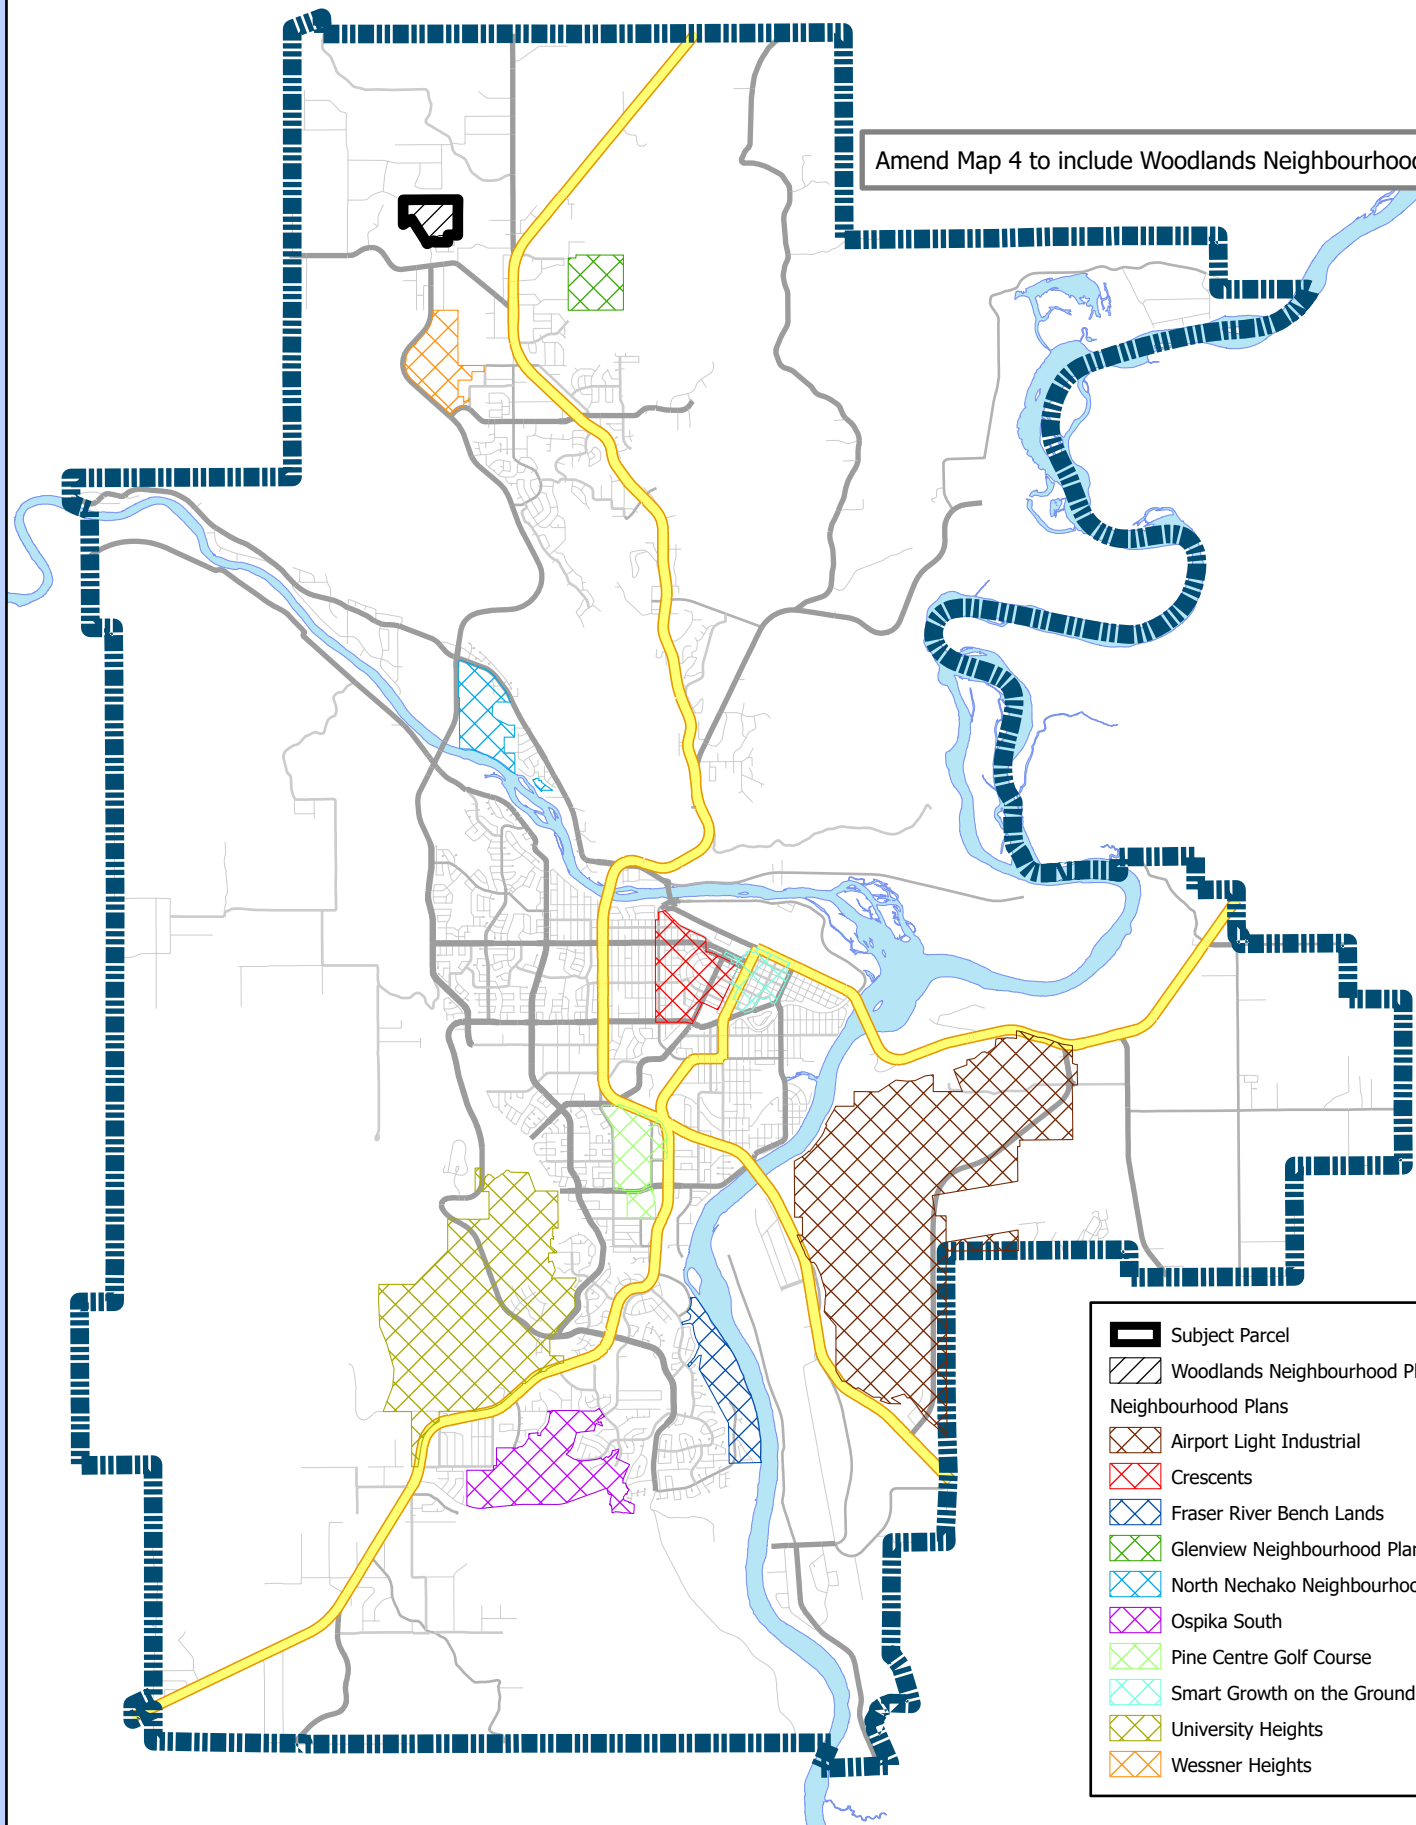 Amend Map 4 to include Woodlands Neighbourhood
Subject Parcel
Woodlands Neighbourhood Pl
Neighbourhood Plans
Airport Light Industrial
Crescents
Fraser River Bench Lands
Glenview Neighbourhood Plan
North Nechako Neighbourhoo
Ospika South
Pine Centre Golf Course
Smart Growth on the Ground
University Heights
Wessner Heights